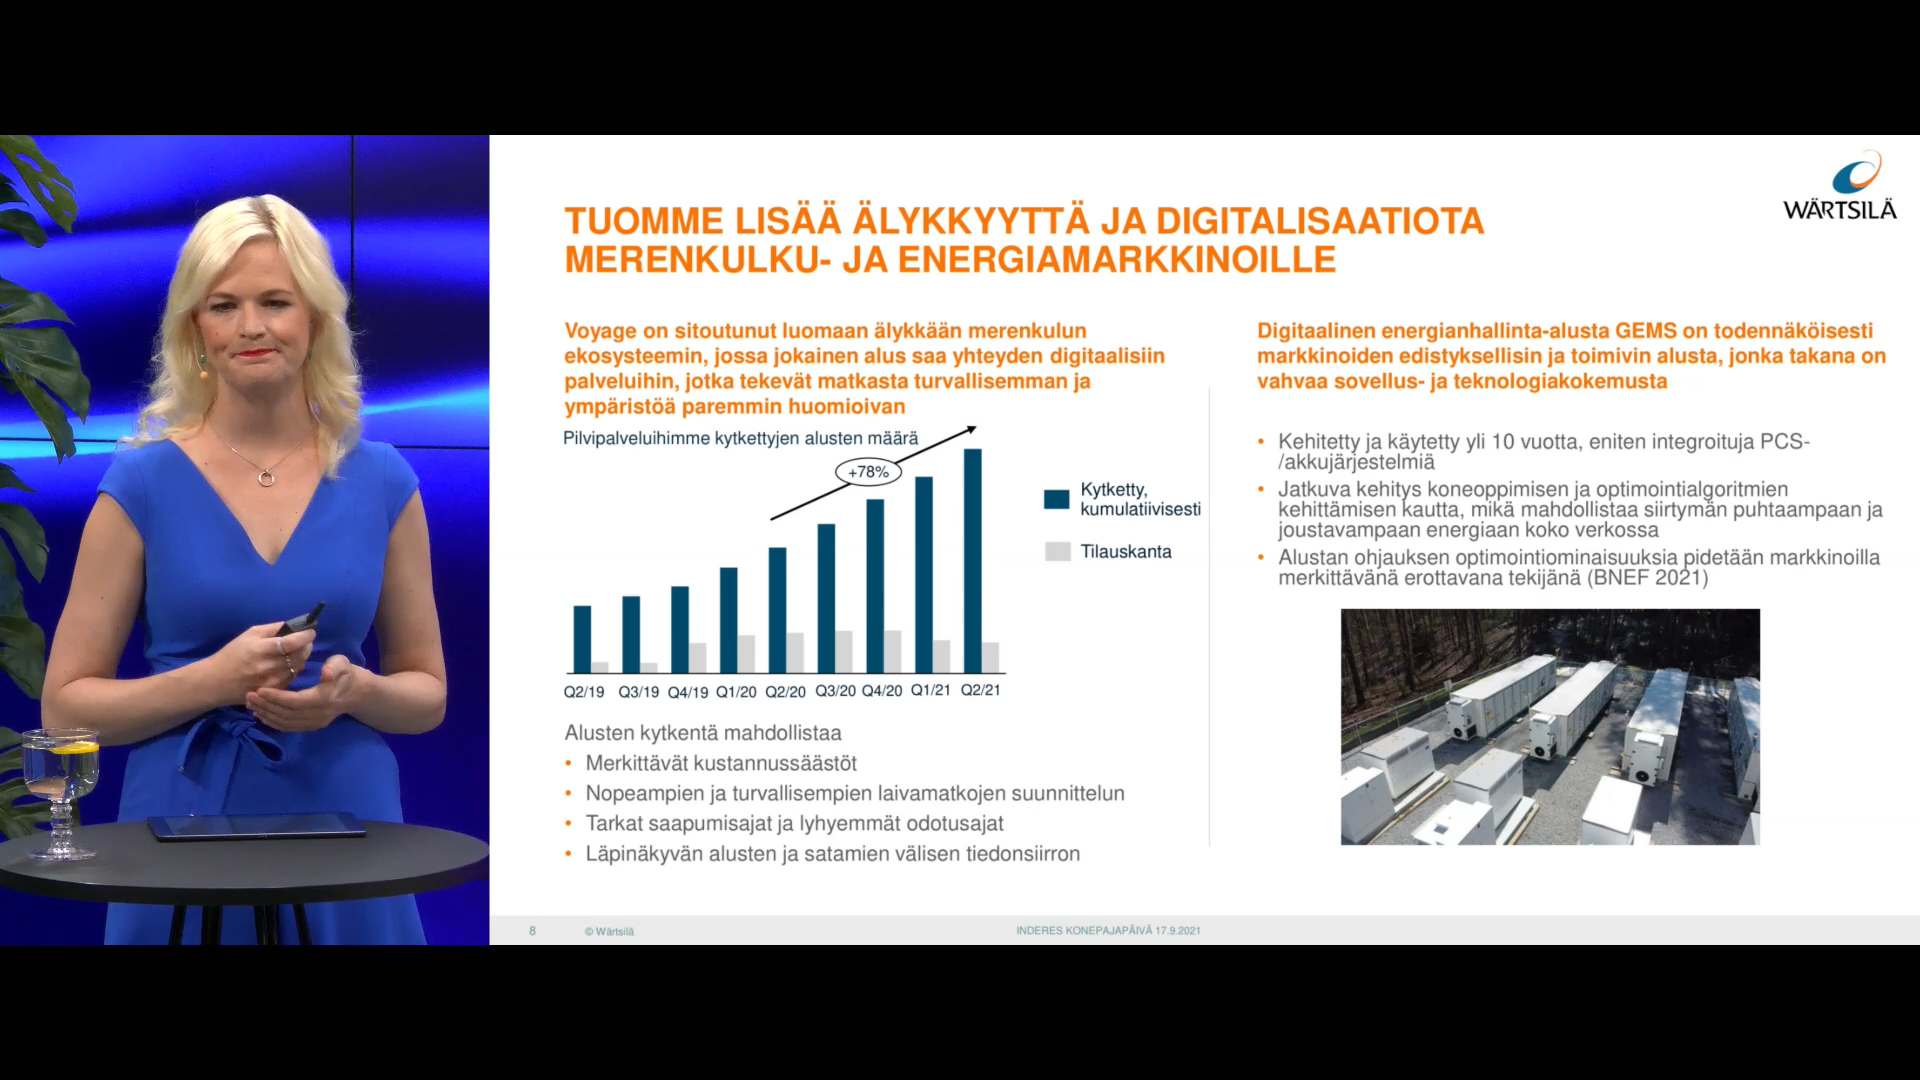 WÄRTSILÄ
TUOMME LISÄÄ ÄLYKKYYTTÄ JA DIGITALISAATIOTA
MERENKULKU- JA ENERGIAMARKKINOILLE
Voyage on sitoutunut luomaan älykkään merenkulun
ekosysteemin, jossa jokainen alus saa yhteyden digitaalisiin
palveluihin, jotka tekevät matkasta turvallisemman ja
ympäristöä paremmin huomioivan
Pilvipalveluihimme kytkettyjen alusten määrä
+78%
Kytketty,
kumulatiivisesti
Tilauskanta
Q2/19 Q3/19 Q4/19 Q1/20 Q2/20 Q3/20 Q4/20 Q1/21 Q2/21
Alusten kytkentä mahdollistaa
• Merkittävät kustannussäästöt
• Nopeampien ja turvallisempien laivamatkojen suunnittelun
• Tarkat saapumisajat ja lyhyemmät odotusajat
• Läpinäkyvän alusten ja satamien välisen tiedonsiirron
Digitaalinen energianhallinta-alusta GEMS on todennäköisesti
markkinoiden edistyksellisin ja toimivin alusta, jonka takana on
vahvaa sovellus- ja teknologiakokemusta
• Kehitetty ja käytetty yli 10 vuotta, eniten integroituja PCS-
/akkujärjestelmiä
• Jatkuva kehitys koneoppimisen ja optimointialgoritmien
kehittämisen kautta, mikä mahdollistaa siirtymän puhtaampaan ja
joustavampaan energiaan koko verkossa
• Alustan ohjauksen optimointiominaisuuksia pidetään markkinoilla
merkittävänä erottavana tekijänä (BNEF 2021)
8 © Wärtsilä INDERES KONEPAJAPÄIVÄ 17.9.2021